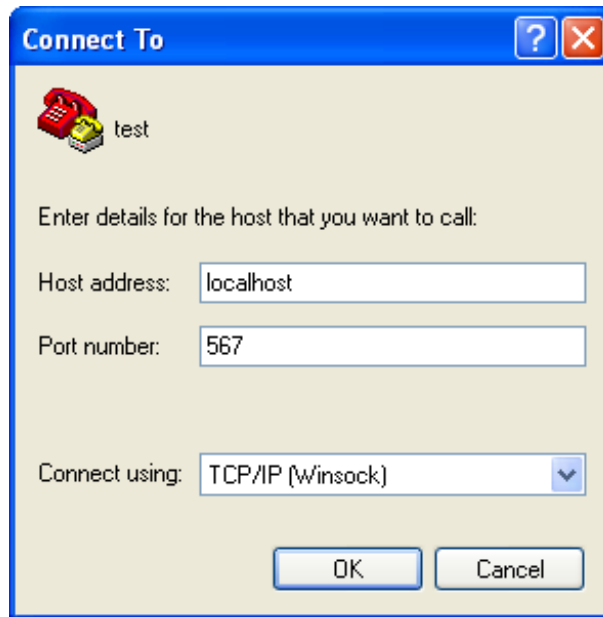 Connect To
test
Enter details for the host that you want to call:
Host address: localhost
Port number: 567
Connect using: TCP/IP (Winsock)
OK Cancel